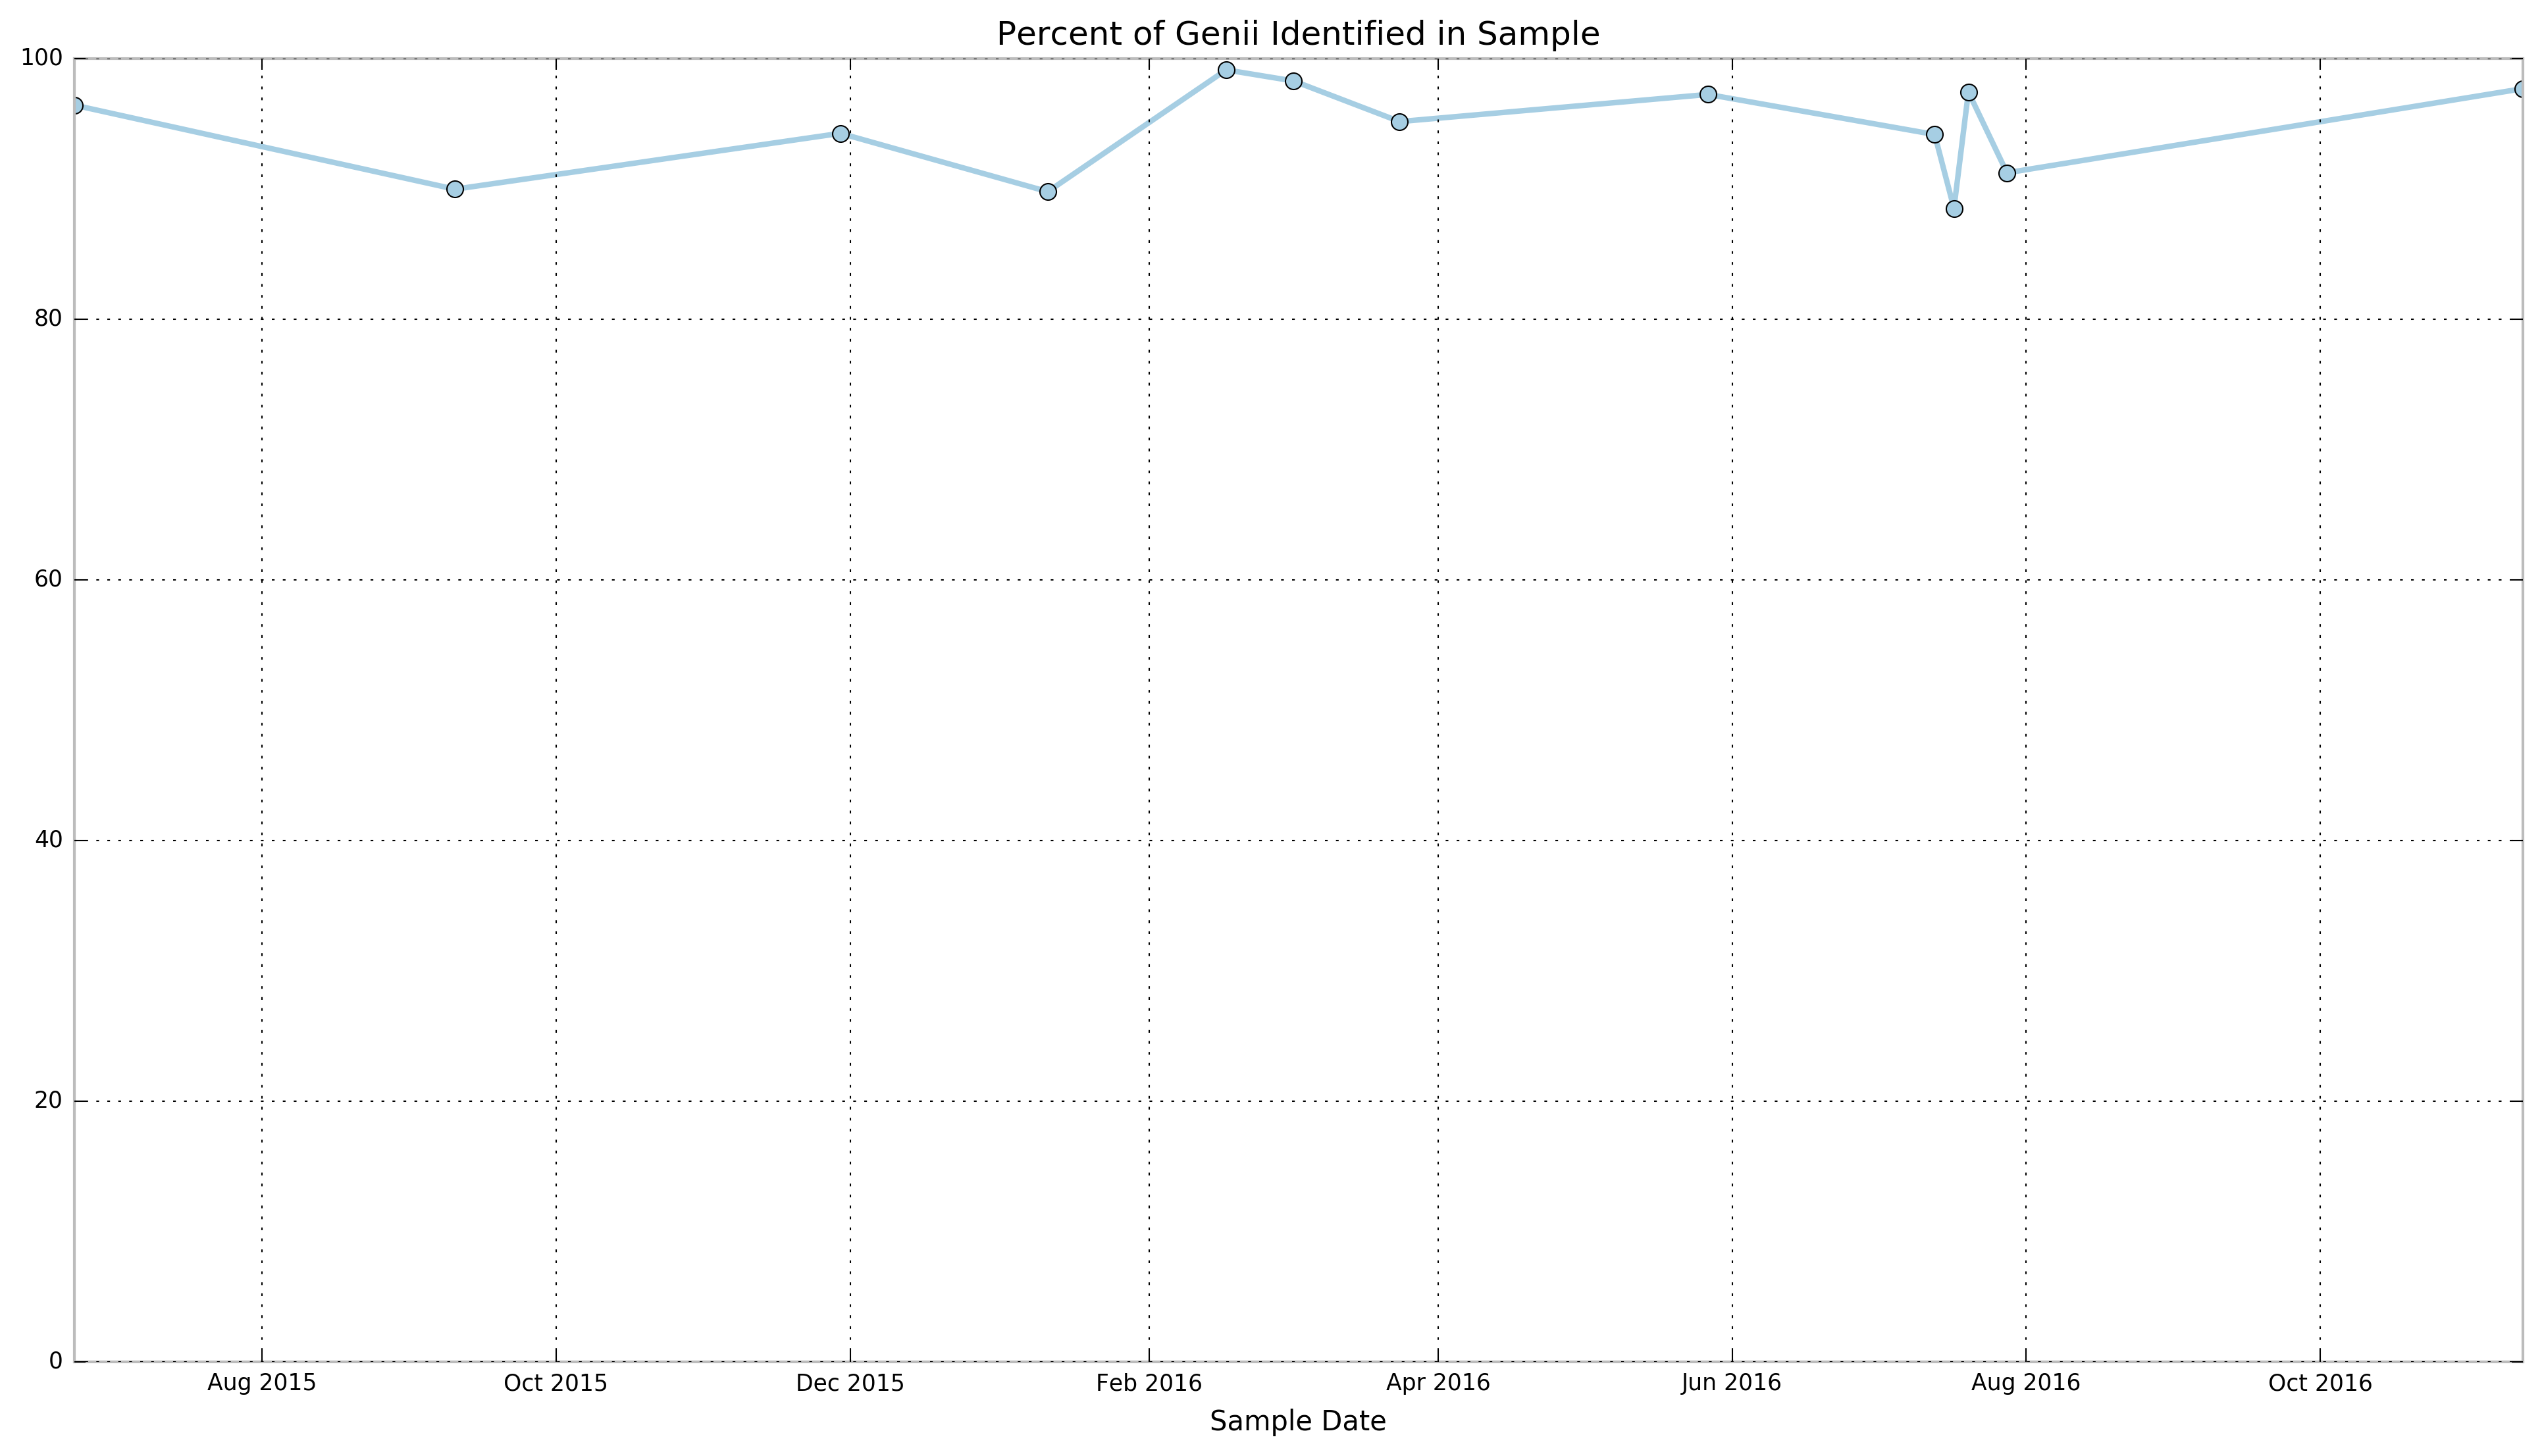 Percent of Genii Identified in Sample
100
80
60
40
20
0
Aug 2015 Oct 2015 Dec 2015 Feb 2016 Apr 2016 Jun 2016 Aug 2016 Oct 2016
Sample Date